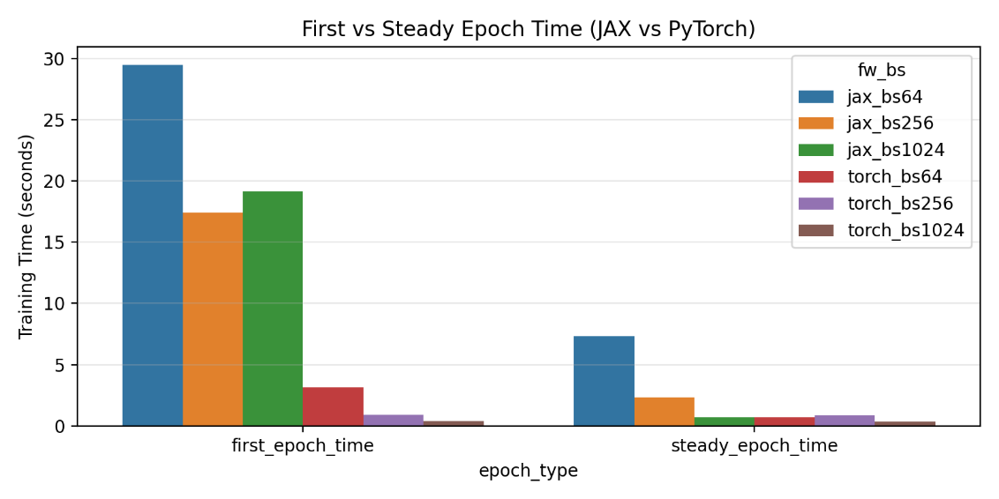 First vs Steady Epoch Time (JAX vs PyTorch)
Training Time (seconds)
30
25
20
15
10
5
0
fw_bs
jax_bs64
jax_bs256
jax_bs1024
torch_bs64
torch_bs256
torch_bs1024
first_epoch_time
steady_epoch_time
epoch_type